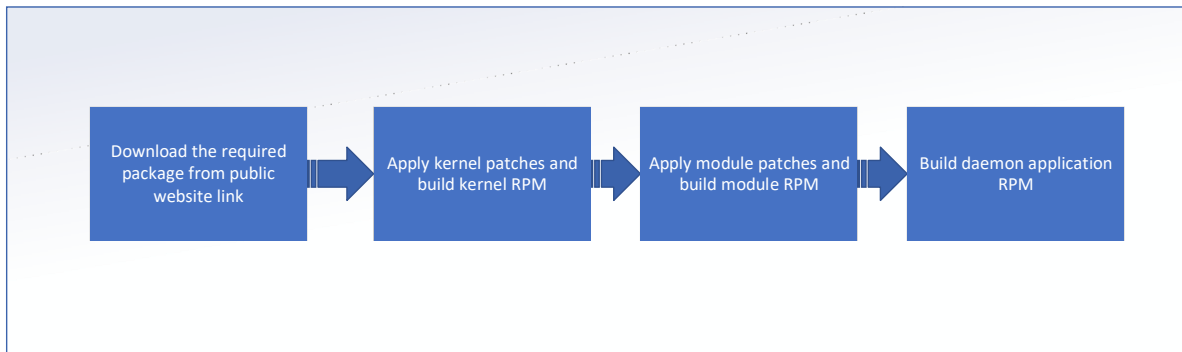 Download the required
package from public
website link
Apply kernel patches and
build kernel RPM
Apply module patches and
build module RPM
Build daemon application
RPM